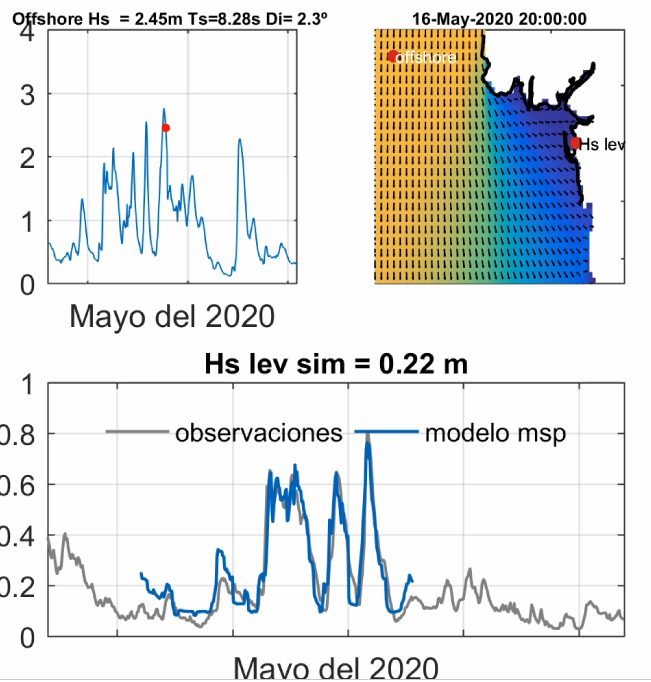 Offshore Hs = 2.45m Ts=8.28s Di= 2.3º
4
3
2
1
0
Mayo del 2020
16-May-2020 20:00:00
offshore
Hs lev
Hs lev sim = 0.22 m
1
0.8
0.6
0.4
0.2
0
observaciones
modelo msp
Mayo del 2020